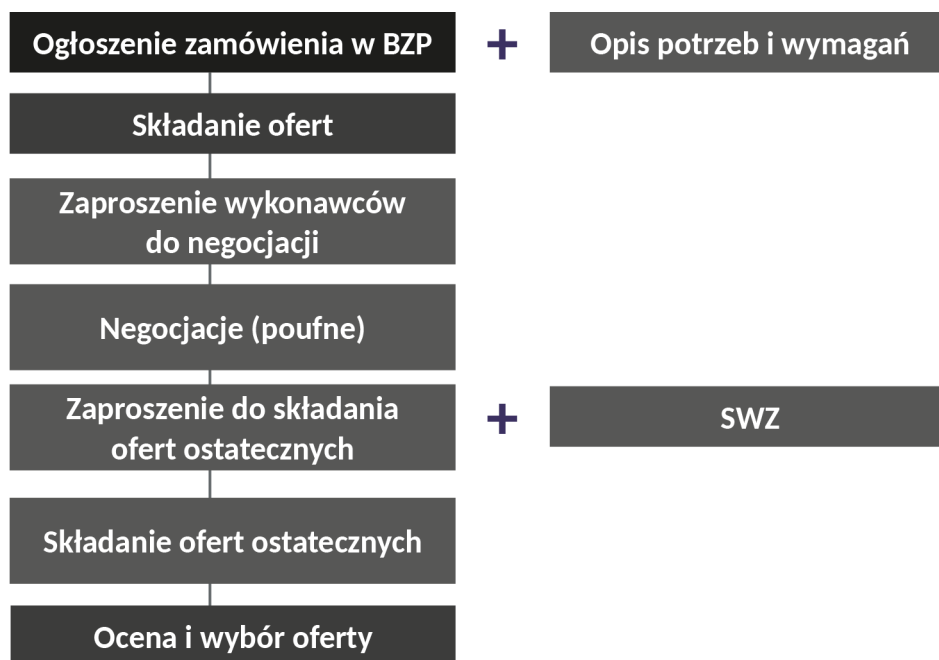 Ogłoszenie zamówienia w BZP + Opis potrzeb i wymagań
Składanie ofert
Zaproszenie wykonawców
do negocjacji
Negocjacje (poufne)
Zaproszenie do składania
ofert ostatecznych
+ SWZ
Składanie ofert ostatecznych
Ocena i wybór oferty